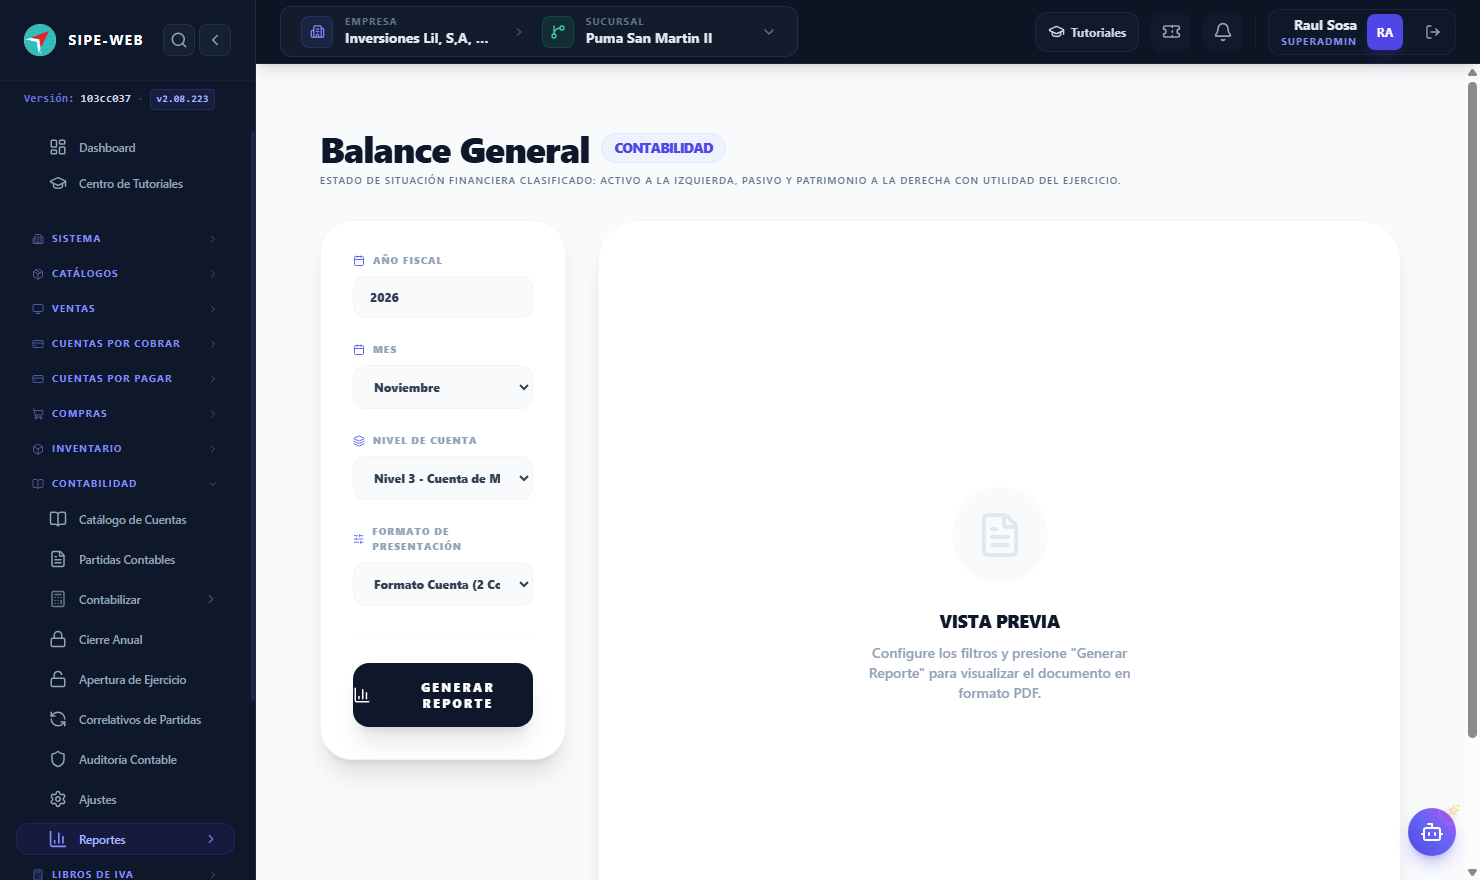 SIPE-WEB
Versión: 103cc037 · v2.08.223
Dashboard
Centro de Tutoriales
SISTEMA
CATÁLOGOS
VENTAS
CUENTAS POR COBRAR
CUENTAS POR PAGAR
COMPRAS
INVENTARIO
CONTABILIDAD
Catálogo de Cuentas
Partidas Contables
Contabilizar
Cierre Anual
Apertura de Ejercicio
Correlativos de Partidas
Auditoría Contable
Ajustes
Reportes
LIBROS DE IVA
EMPRESA
Inversiones Lil, S,A, ...
SUCURSAL
Puma San Martin II
Tutoriales
Raul Sosa
SUPERADMIN
RA
Balance General
CONTABILIDAD
ESTADO DE SITUACIÓN FINANCIERA CLASIFICADO: ACTIVO A LA IZQUIERDA, PASIVO Y PATRIMONIO A LA DERECHA CON UTILIDAD DEL EJERCICIO.
AÑO FISCAL
2026
MES
Noviembre
NIVEL DE CUENTA
Nivel 3 - Cuenta de M
FORMATO DE
PRESENTACIÓN
Formato Cuenta (2 Co
GENERAR
REPORTE
VISTA PREVIA
Configure los filtros y presione "Generar
Reporte" para visualizar el documento en
formato PDF.